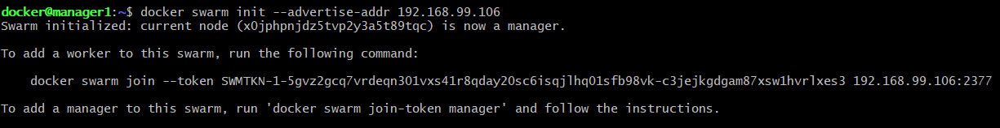 docker@manager1:~$ docker swarm init --advertise-addr 192.168.99.106
Swarm initialized: current node (x0jphpnjdz5tvp2y3a5t89tqc) is now a manager.
To add a worker to this swarm, run the following command:
docker swarm join --token SWMTKN-1-5gvz2gcq7vrdeqn301vxs41r8qday20sc6isqjlhq01sfb98vk-c3jejkgdgam87xsw1hvrlxes3 192.168.99.106:2377
To add a manager to this swarm, run 'docker swarm join-token manager' and follow the instructions.